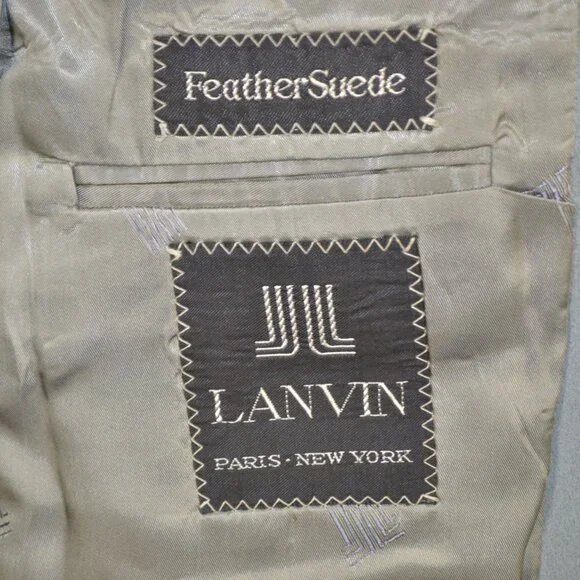 FeatherSuede
LANVIN
PARIS · NEW YORK